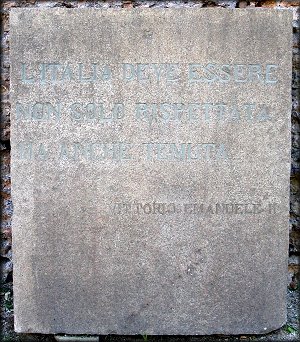 L'ITALIA DEVE ESSERE
NON SOLO RISPETTATA
MA ANCHE TEMUTA
VITTORIO EMANUELE II